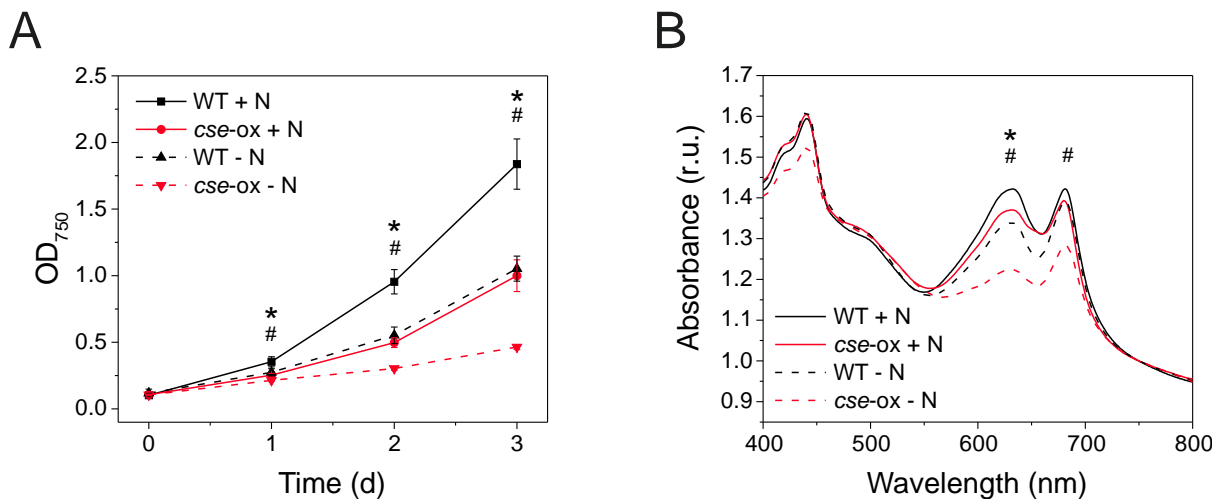 A
OD750
2.5
2.0
1.5
1.0
0.5
0.0
WT + N
cse-ox + N
WT - N
cse-ox - N
*
#
*
#
*
#
0 1 2 3
Time (d)
B
Absorbance (r.u.)
1.7
1.6
1.5
1.4
1.3
1.2
1.1
1.0
0.9
*
# #
WT + N
cse-ox + N
WT - N
cse-ox - N
400 500 600 700 800
Wavelength (nm)